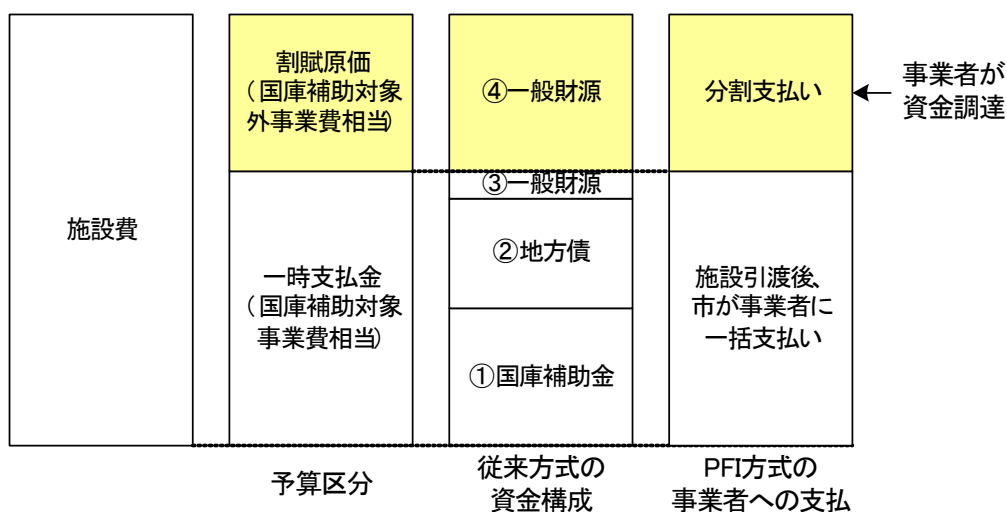 施設費
割賦原価
（国庫補助対象
外事業費相当）
一時支払金
（国庫補助対象
事業費相当）
予算区分
④一般財源
③一般財源
②地方債
①国庫補助金
従来方式の
資金構成
分割支払い
施設引渡後、
市が事業者に
一括支払い
PFI方式の
事業者への支払
事業者が
資金調達